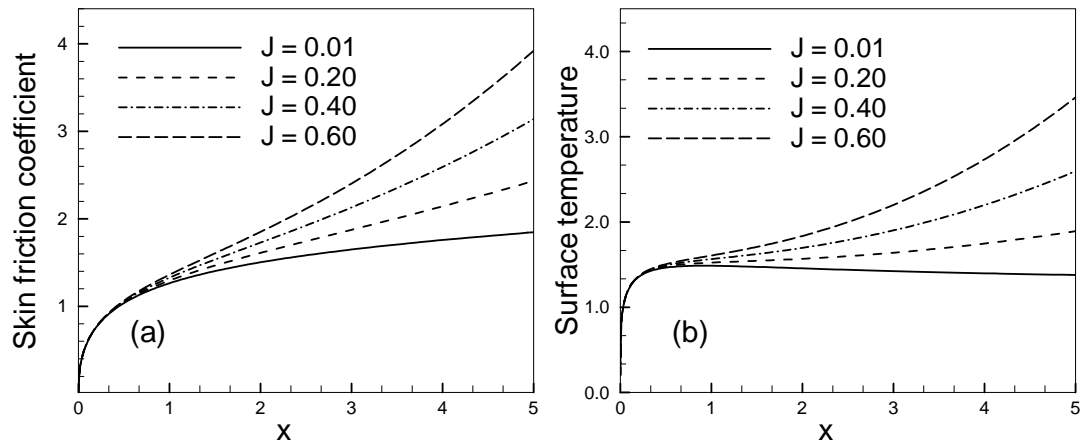 Skin friction coefficient
4
3
2
1
J = 0.01
J = 0.20
J = 0.40
J = 0.60
(a)
0 1 2 3 4 5
x
Surface temperature
4.0
3.0
2.0
1.0
0.0
J = 0.01
J = 0.20
J = 0.40
J = 0.60
(b)
0 1 2 3 4 5
x